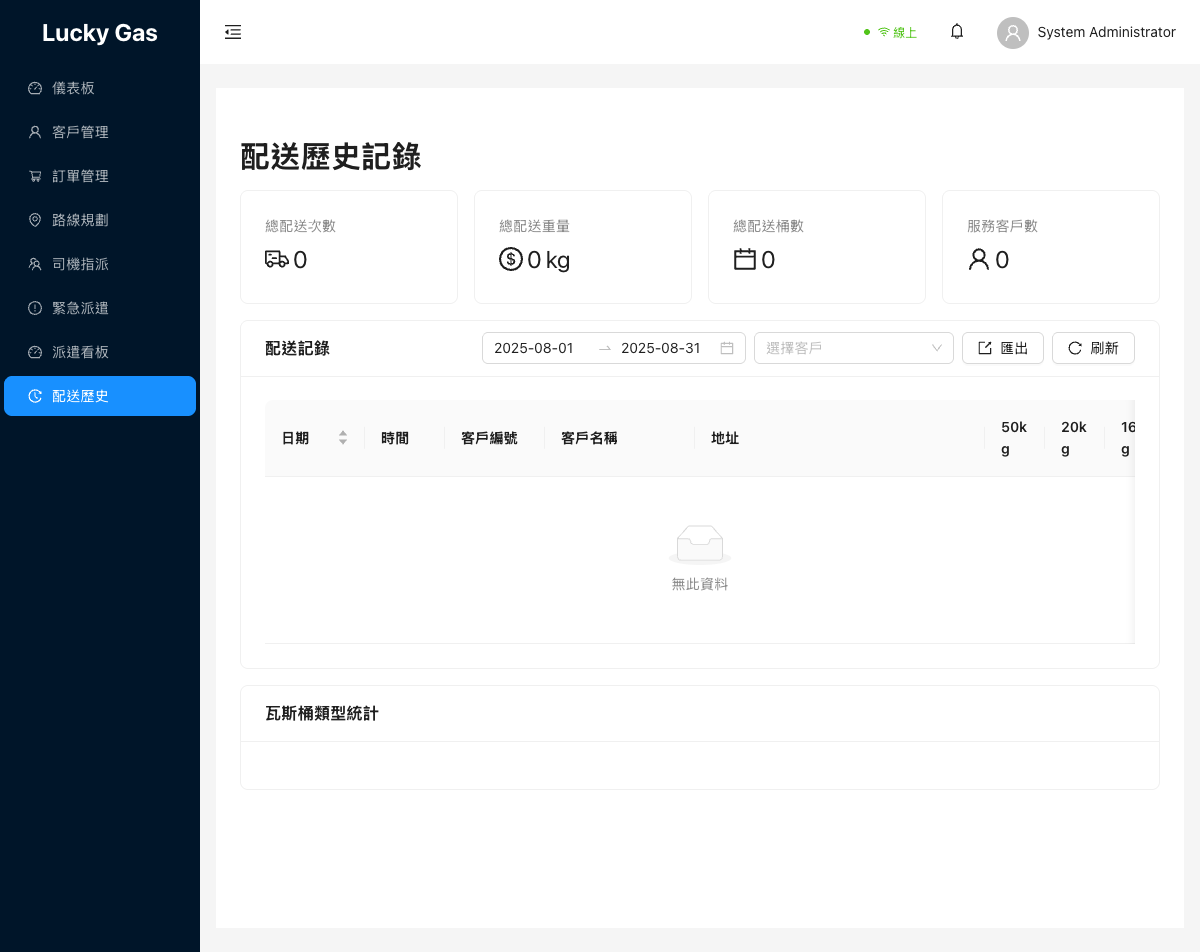 Lucky Gas
線上
System Administrator
儀表板
客戶管理
訂單管理
路線規劃
司機指派
緊急派遣
派遣看板
配送歷史
配送歷史記錄
總配送次數
0
總配送重量
0 kg
總配送桶數
0
服務客戶數
0
配送記錄
2025-08-01
2025-08-31
選擇客戶
匯出
刷新
日期
時間
客戶編號
客戶名稱
地址
50k
g
20k
g
16
g
無此資料
瓦斯桶類型統計